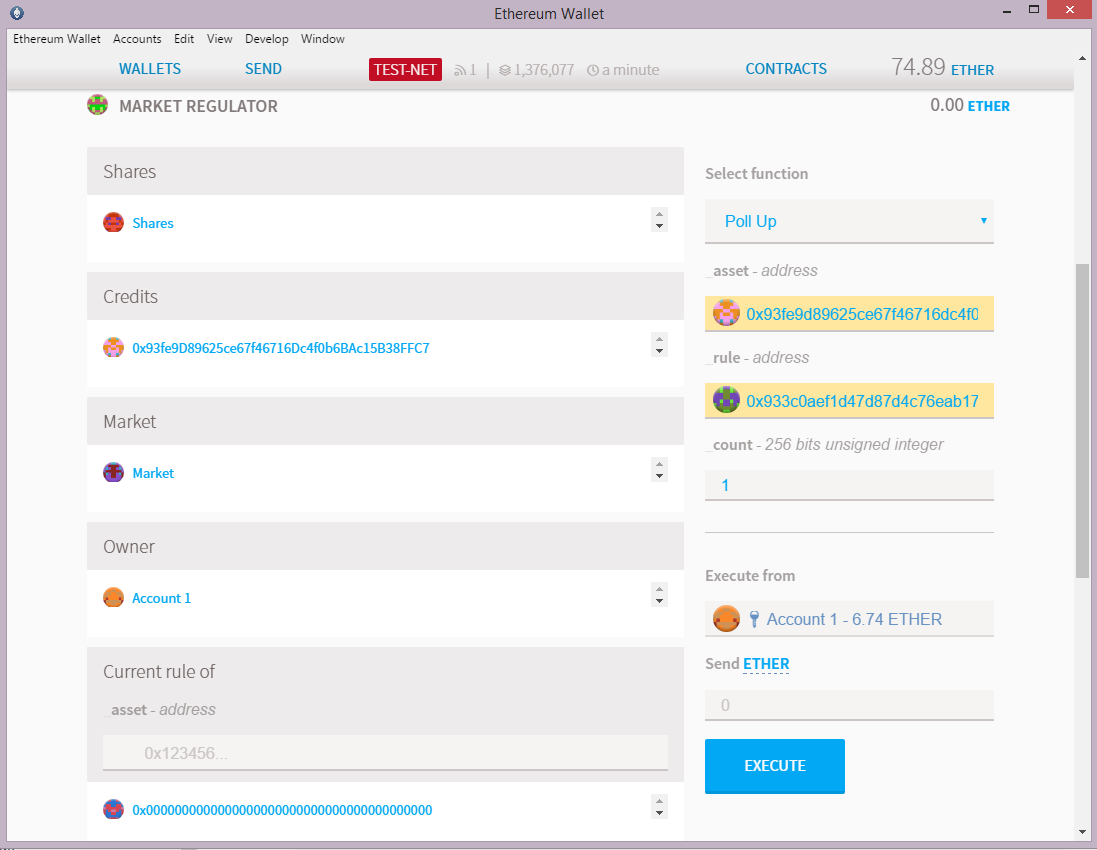 Ethereum Wallet
Ethereum Wallet Accounts Edit View Develop Window
WALLETS SEND TEST-NET 1 | 1,376,077 a minute CONTRACTS 74.89 ETHER
MARKET REGULATOR 0.00 ETHER
Shares
Shares
Credits
0x93fe9D89625ce67f46716Dc4f0b6BAc15B38FFC7
Market
Market
Owner
Account 1
Current rule of
_asset - address
0x123456...
0x0000000000000000000000000000000000000000
Select function
Poll Up
_asset - address
0x93fe9d89625ce67f46716dc4f0
_rule - address
0x933c0aef1d47d87d4c76eab17
_count - 256 bits unsigned integer
1
Execute from
Account 1 - 6.74 ETHER
Send ETHER
0
EXECUTE